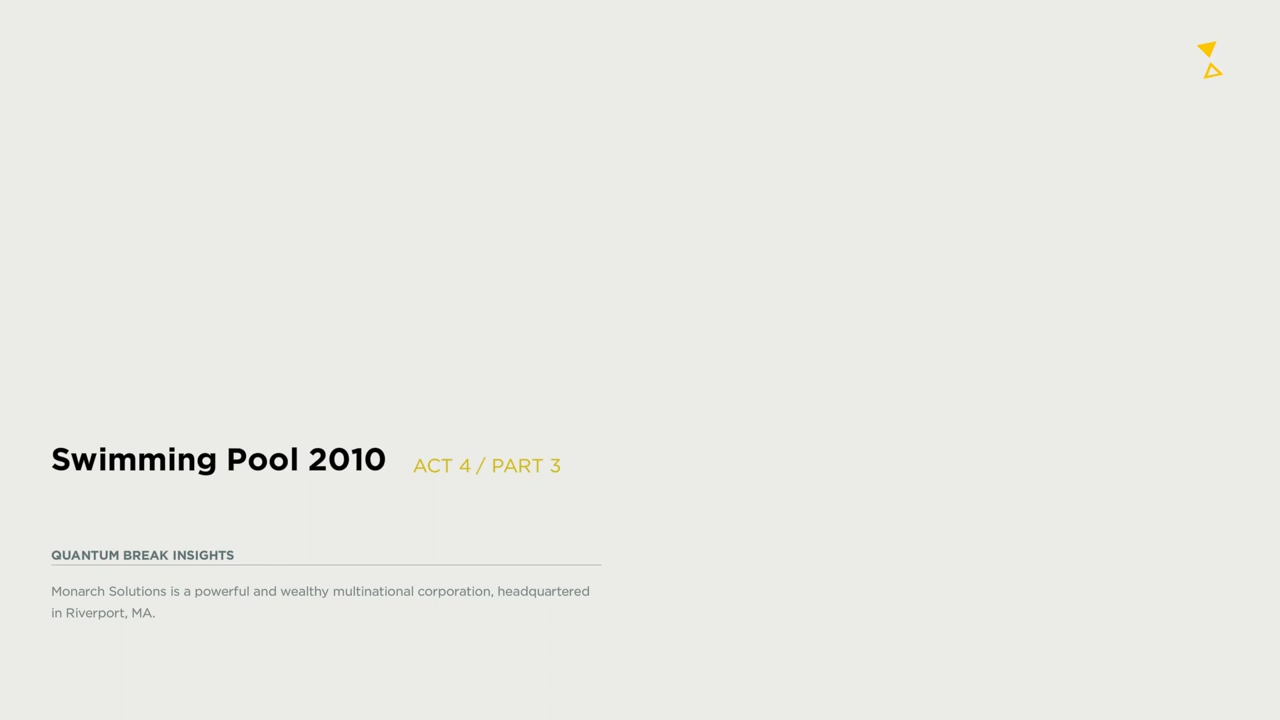 Swimming Pool 2010 ACT 4 / PART 3
QUANTUM BREAK INSIGHTS
Monarch Solutions is a powerful and wealthy multinational corporation, headquartered
in Riverport, MA.